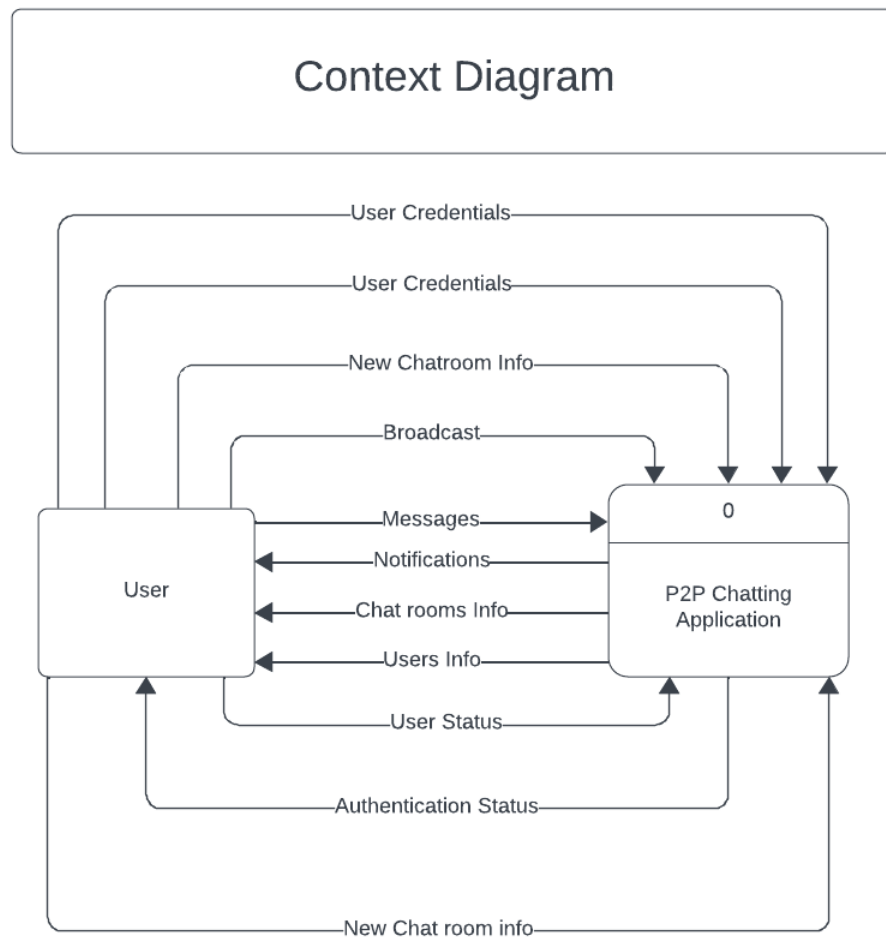 Context Diagram
User Credentials
User Credentials
New Chatroom Info
Broadcast
Messages
Notifications
Chat rooms Info
Users Info
User
0
P2P Chatting
Application
User Status
Authentication Status
New Chat room info